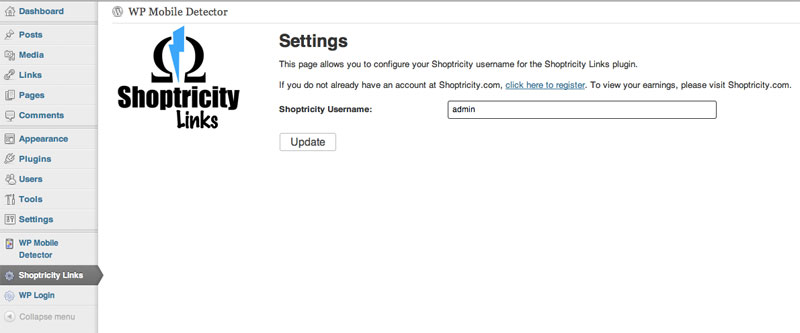 Dashboard
Posts
Media
Links
Pages
Comments
Appearance
Plugins
Users
Tools
Settings
WP Mobile
Detector
Shoptricity Links
WP Login
Collapse menu
WP Mobile Detector
Shoptricity
Links
Settings
This page allows you to configure your Shoptricity username for the Shoptricity Links plugin.
If you do not already have an account at Shoptricity.com, click here to register. To view your earnings, please visit Shoptricity.com.
Shoptricity Username: admin
Update